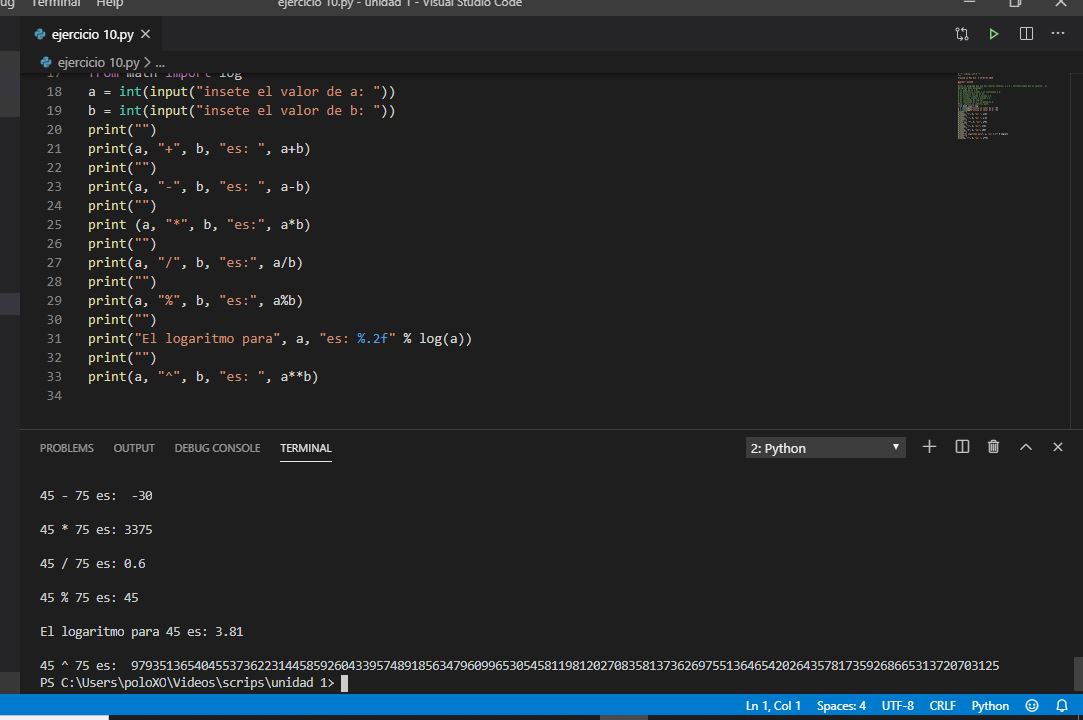 Terminal Help ejercicio 10.py - unidad 1 - Visual Studio Code
ejercicio 10.py
ejercicio 10.py > ...
17 from math import log
18 a = int(input("insete el valor de a: "))
19 b = int(input("insete el valor de b: "))
20 print("")
21 print(a, "+", b, "es: ", a+b)
22 print("")
23 print(a, "-", b, "es: ", a-b)
24 print("")
25 print (a, "*", b, "es:", a*b)
26 print("")
27 print(a, "/", b, "es:", a/b)
28 print("")
29 print(a, "%", b, "es:", a%b)
30 print("")
31 print("El logaritmo para", a, "es: %.2f" % log(a))
32 print("")
33 print(a, "^", b, "es: ", a**b)
34
PROBLEMS OUTPUT DEBUG CONSOLE TERMINAL 2: Python
45 - 75 es:  -30
45 * 75 es: 3375
45 / 75 es: 0.6
45 % 75 es: 45
El logaritmo para 45 es: 3.81
45 ^ 75 es:  97935136540455373622314458592604339574891856347960996530545811981202708358137362697551364654202643578173592686653137207031​25
PS C:\Users\poloXO\Videos\scrips\unidad 1>
Ln 1, Col 1 Spaces: 4 UTF-8 CRLF Python